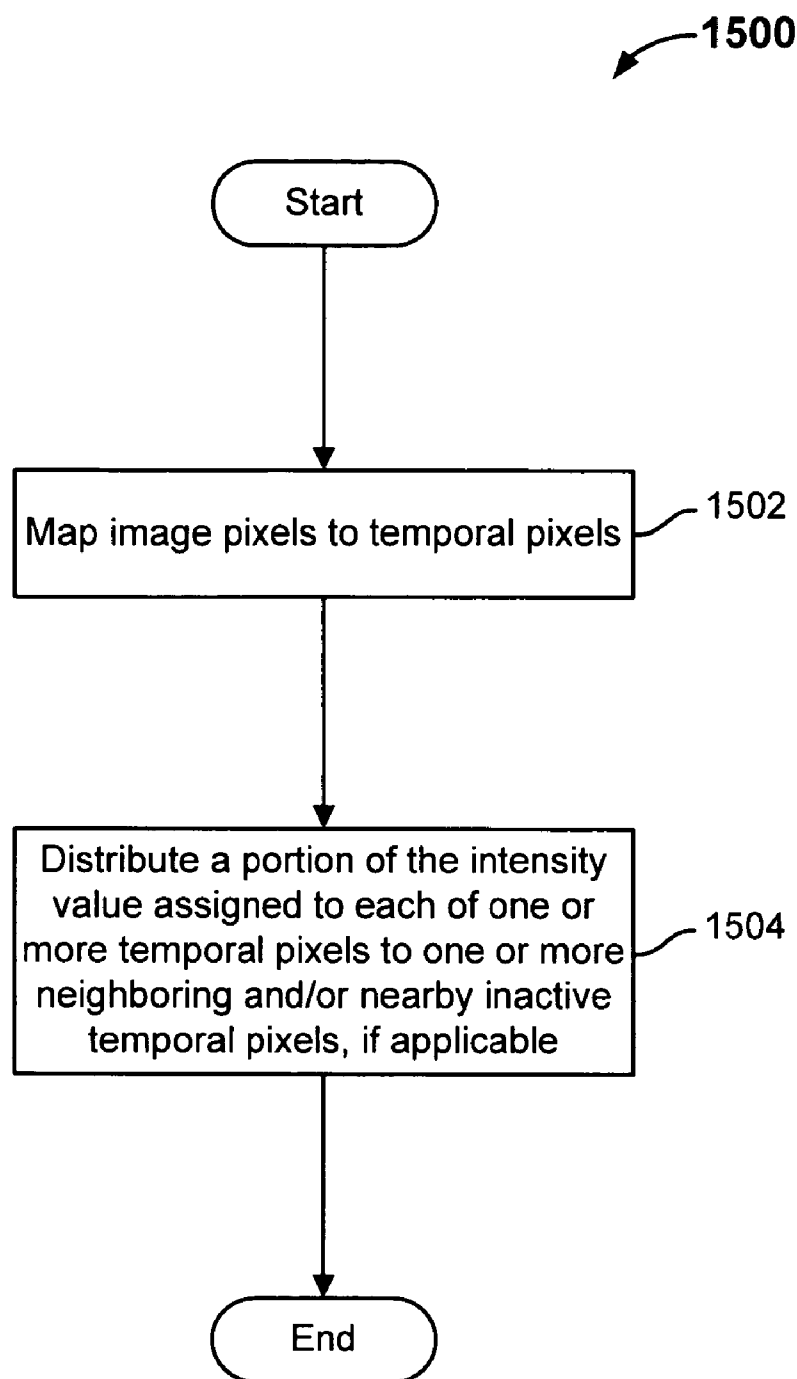 1500
Start
Map image pixels to temporal pixels
1502
Distribute a portion of the intensity
value assigned to each of one or
more temporal pixels to one or more
neighboring and/or nearby inactive
temporal pixels, if applicable
1504
End